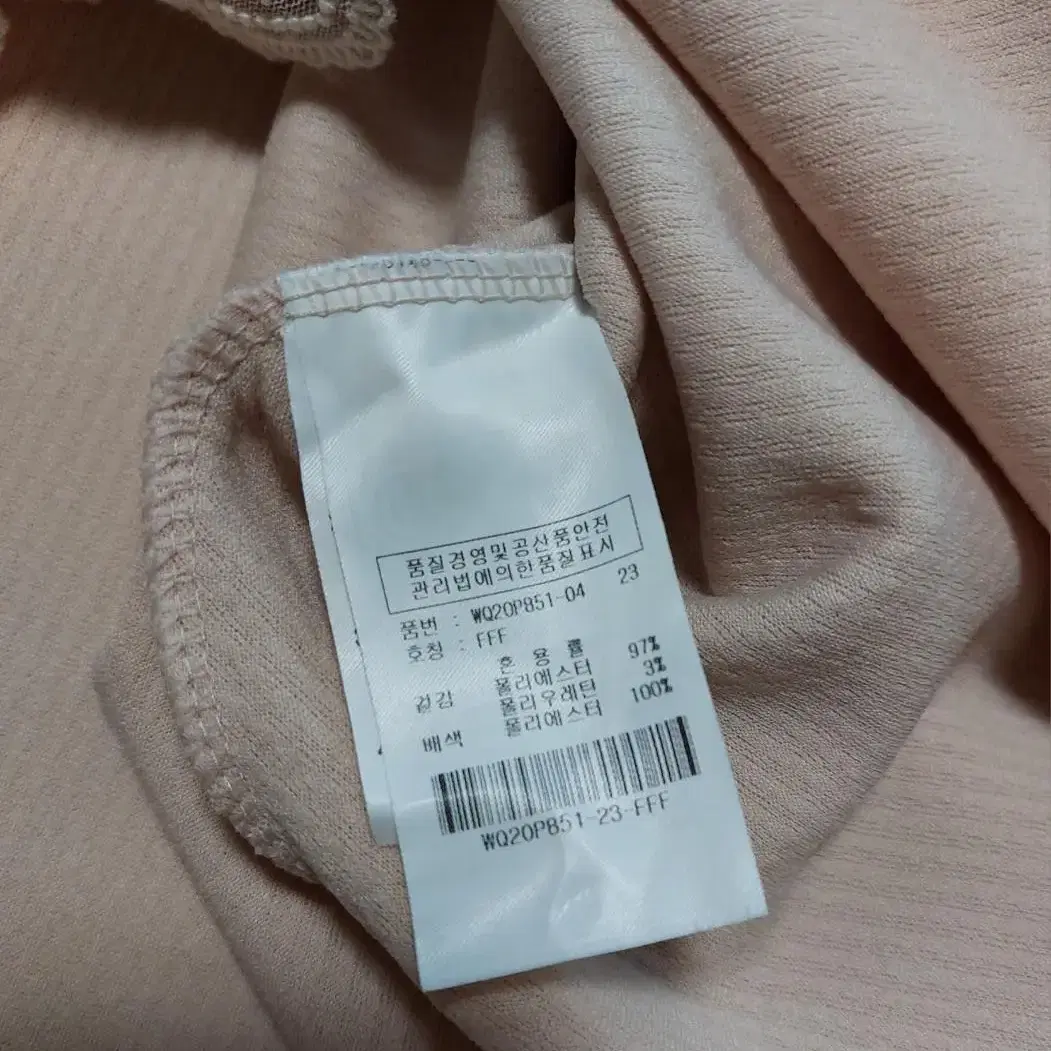 품질경영및공산품안전
관리법에의한품질표시
품번 : WQ20P851-04 23
호칭 : FFF
혼 용 률
겉감 폴리에스터 97%
폴리우레탄 3%
배색 폴리에스터 100%
WQ20P851-23-FFF